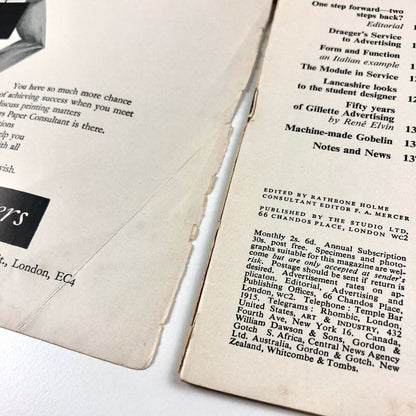 You have so much more chance
of achieving success when you meet
discuss printing matters
Paper Consultant is there.
help you
with all
wish.
London, EC4
One step forward—two
steps back?
Editorial
Draeger's Service
to Advertising
Form and Function
an Italian example
The Module in Service
Lancashire looks
to the student designer
Fifty years
of Gillette Advertising
by René Elvin
Machine-made Gobelin
Notes and News
EDITED BY RATHBONE HOLME
CONSULTANT EDITOR F. A. MERCER
PUBLISHED BY THE STUDIO LTD,
66 CHANDOS PLACE, LONDON WC2
Monthly 2s. 6d. Annual Subscription
30s. post free. Specimens and photo-
graphs suitable for this magazine are wel-
come but are only accepted at sender's
risk. Postage should be sent if return is
desired. Advertisement rates on ap-
plicaton. Editorial, Advertising and
Publishing Offices, 66 Chandos Place,
London, WC2. Telephone: Temple Bar
1915. Telegrams: Rhombic, London.
United States, ART & INDUSTRY, 432
Fourth Ave, New York 16. Canada,
William Dawson & Sons, Gordon &
Gotch. S. Africa, Central News Agency
Ltd. Australia, Gordon & Gotch. New
Zealand, Whitcombe & Tombs.